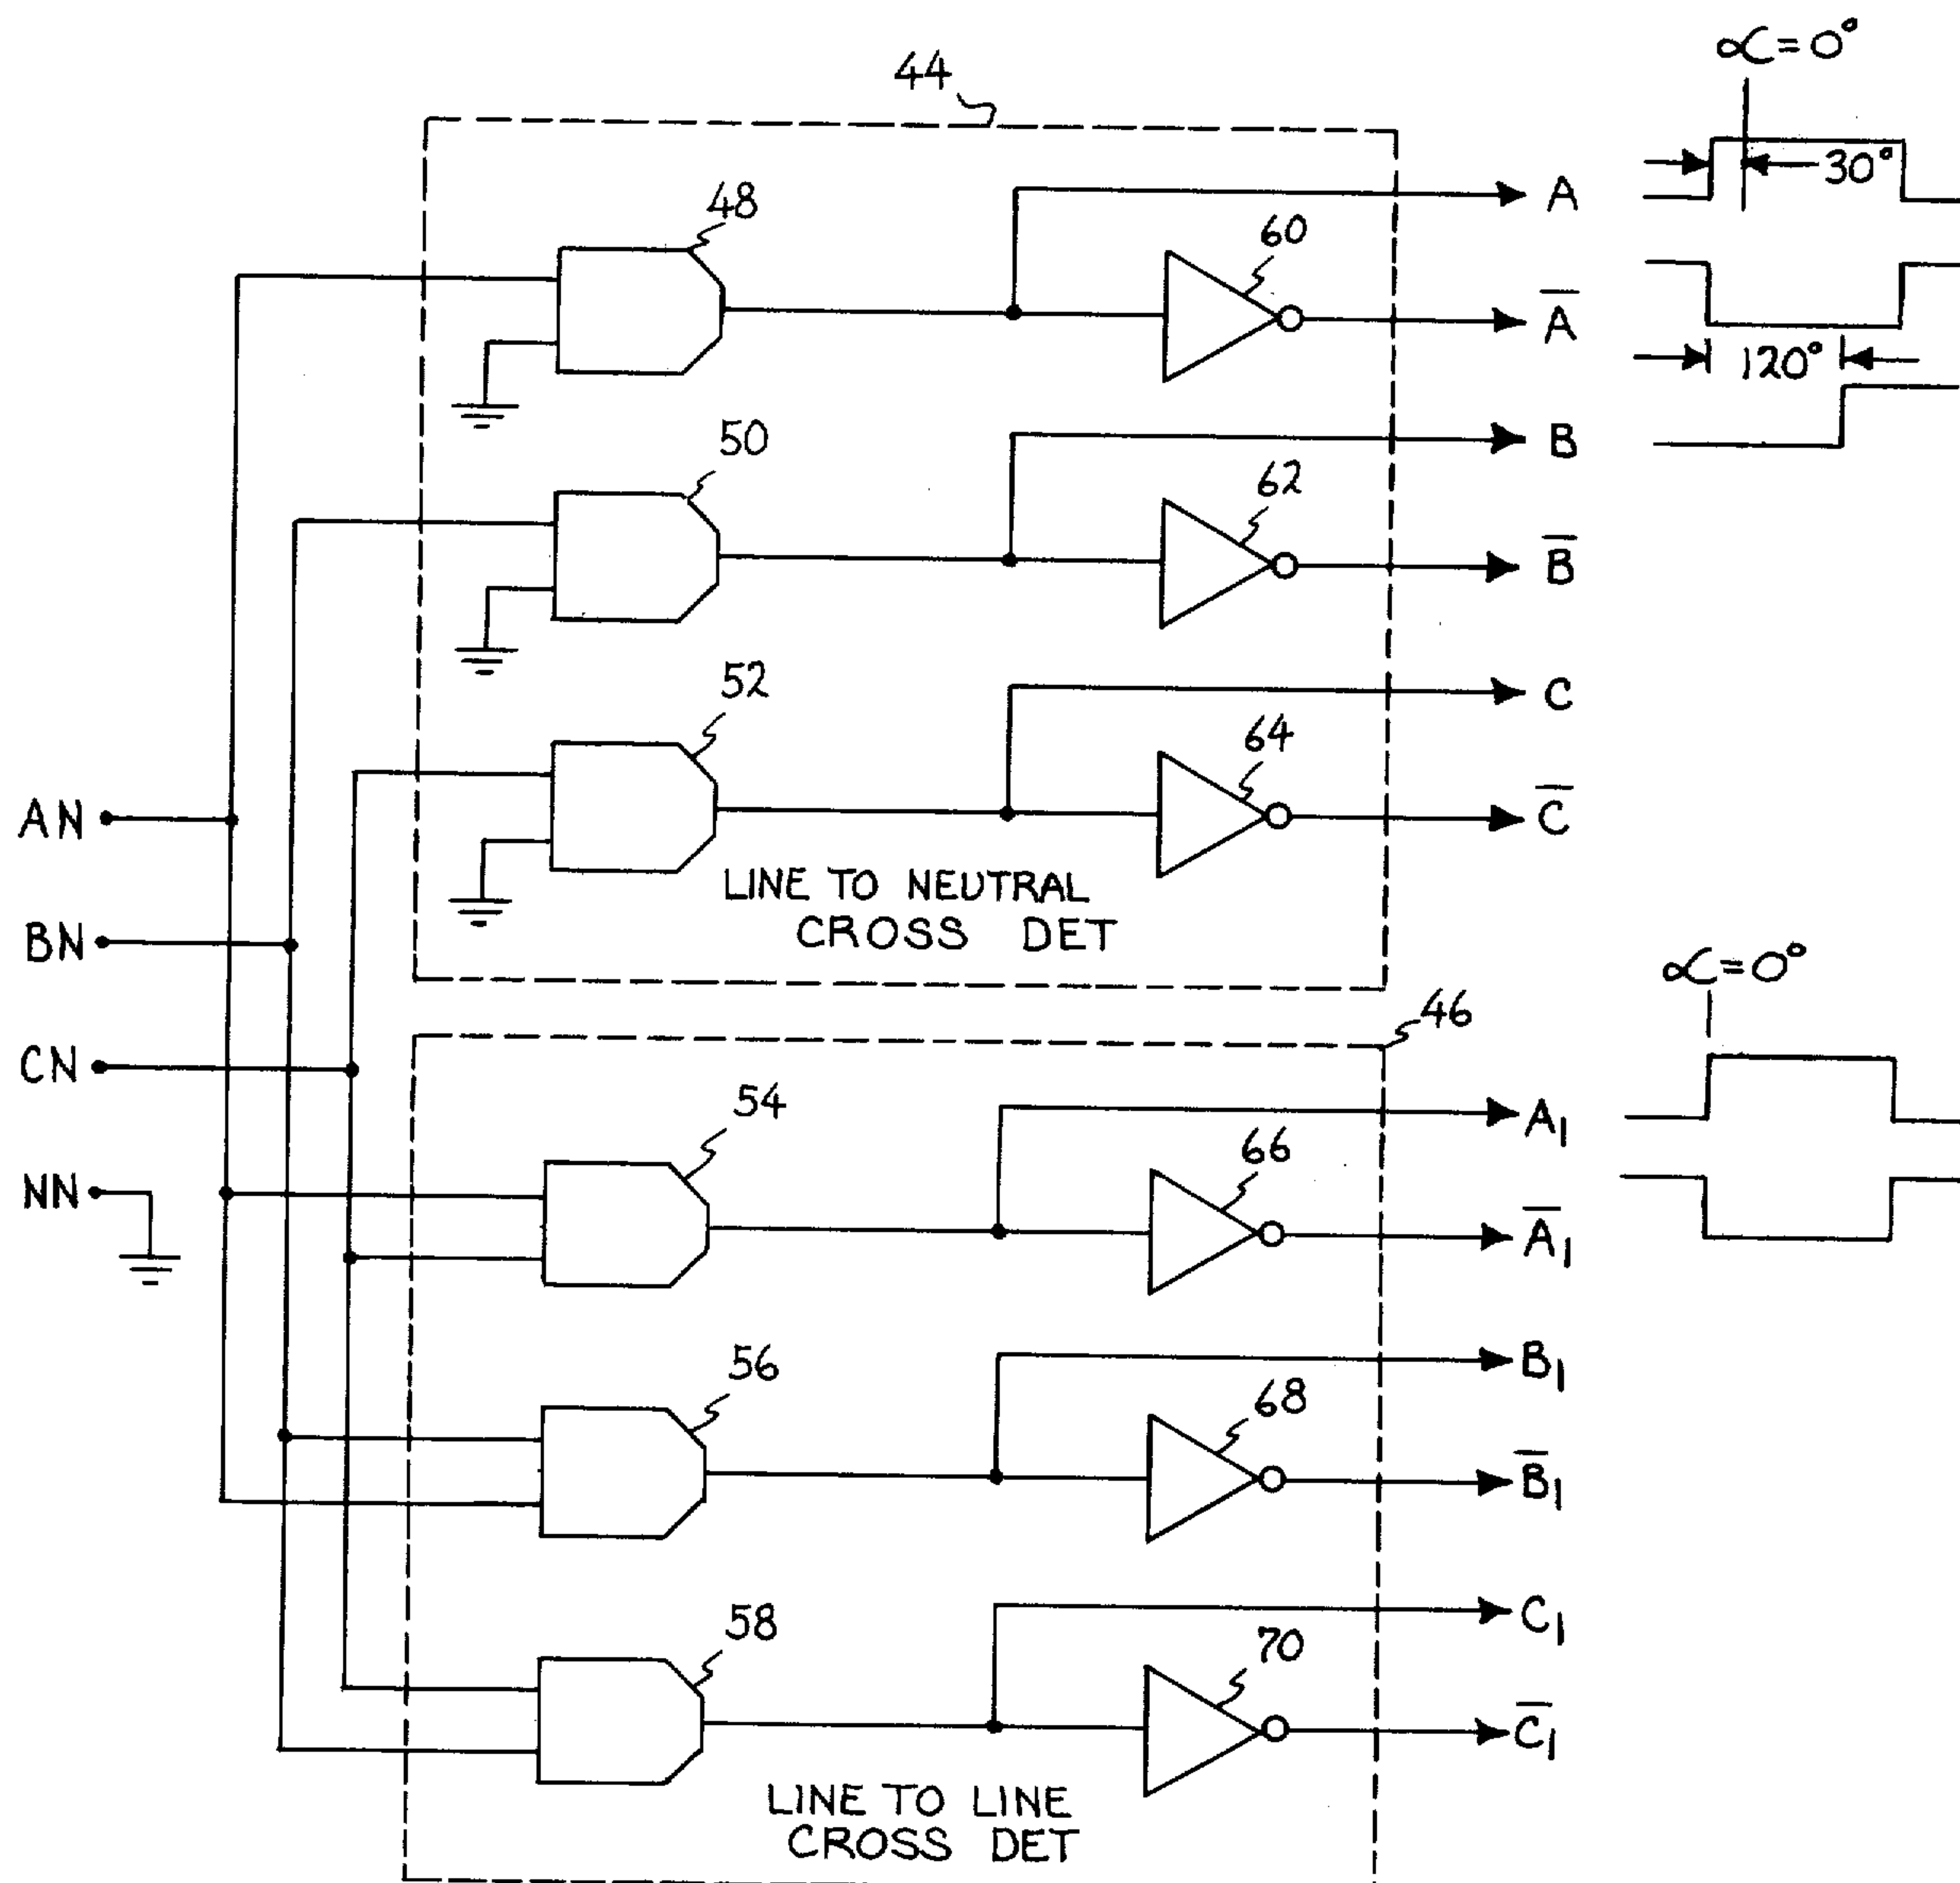 44
∝=0°
48
A
30°
60
A̅
120°
50
B
62
B̅
52
C
64
C̅
AN
LINE TO NEUTRAL
CROSS DET
BN
∝=0°
46
CN
54
A₁
66
NN
A̅₁
56
B₁
68
B̅₁
58
C₁
70
C̅₁
LINE TO LINE
CROSS DET